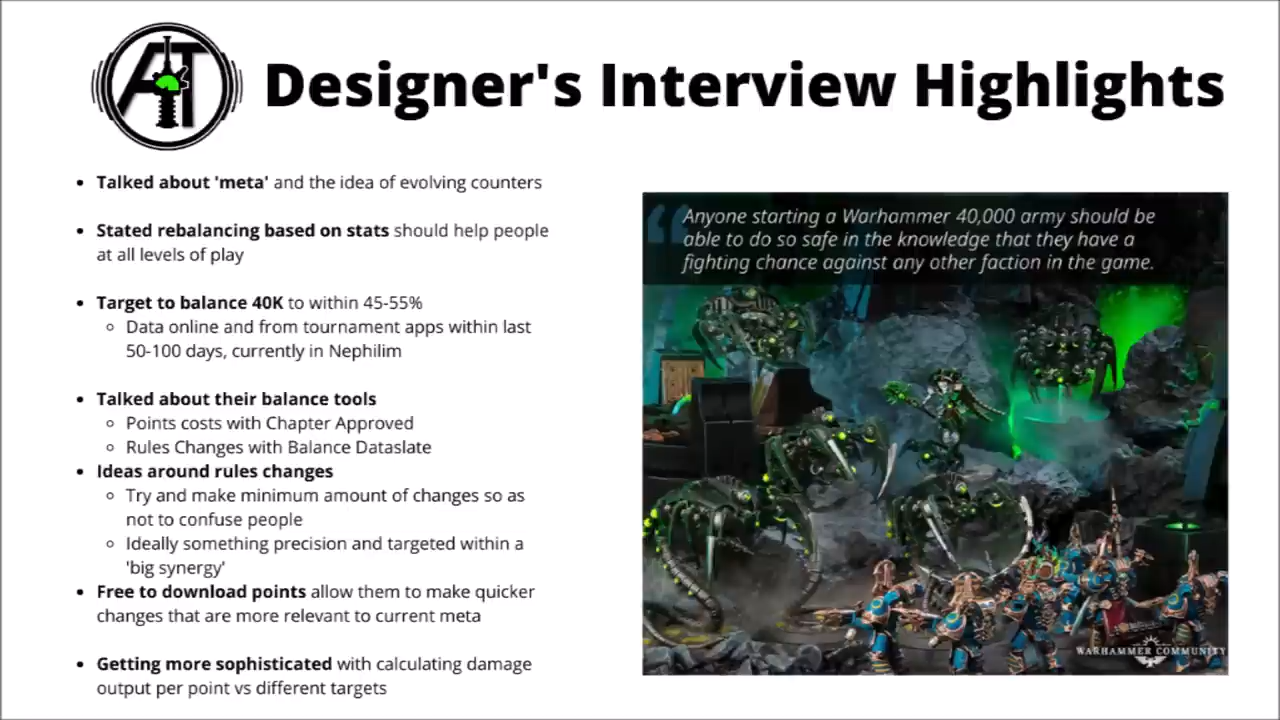 AT
Designer's Interview Highlights
• Talked about 'meta' and the idea of evolving counters
• Stated rebalancing based on stats should help people
at all levels of play
• Target to balance 40K to within 45-55%
◦ Data online and from tournament apps within last
50-100 days, currently in Nephilim
• Talked about their balance tools
◦ Points costs with Chapter Approved
◦ Rules Changes with Balance Dataslate
• Ideas around rules changes
◦ Try and make minimum amount of changes so as
not to confuse people
◦ Ideally something precision and targeted within a
'big synergy'
• Free to download points allow them to make quicker
changes that are more relevant to current meta
• Getting more sophisticated with calculating damage
output per point vs different targets
“ Anyone starting a Warhammer 40,000 army should be
able to do so safe in the knowledge that they have a
fighting chance against any other faction in the game.
WARHAMMER COMMUNITY